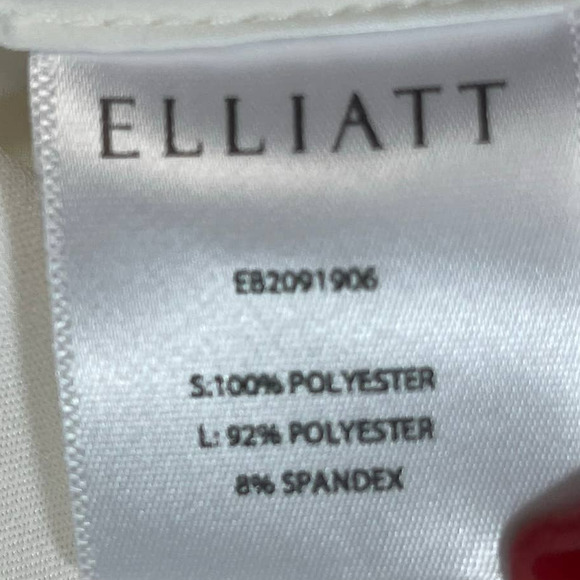 ELLIATT
EB2091906
S:100% POLYESTER
L: 92% POLYESTER
8% SPANDEX